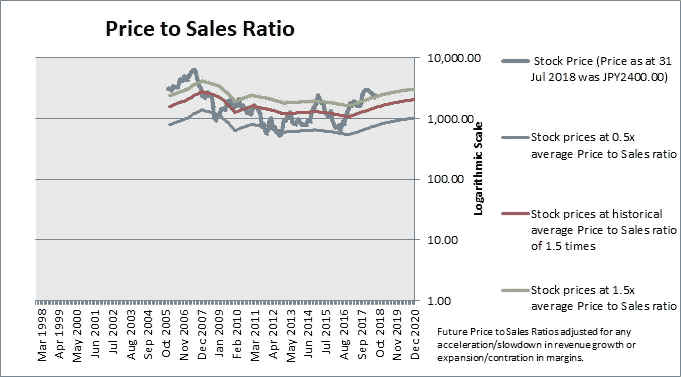 Price to Sales Ratio
10,000.00
1,000.00
100.00
10.00
1.00
Logarithmic Scale
Mar 1998
Apr 1999
May 2000
Jun 2001
Jul 2002
Aug 2003
Sep 2004
Oct 2005
Nov 2006
Dec 2007
Jan 2009
Feb 2010
Mar 2011
Apr 2012
May 2013
Jun 2014
Jul 2015
Aug 2016
Sep 2017
Oct 2018
Nov 2019
Dec 2020
Stock Price (Price as at 31
Jul 2018 was JPY2400.00)
Stock prices at 0.5x
average Price to Sales ratio
Stock prices at historical
average Price to Sales ratio
of 1.5 times
Stock prices at 1.5x
average Price to Sales ratio
Future Price to Sales Ratios adjusted for any
acceleration/slowdown in revenue growth or
expansion/contration in margins.